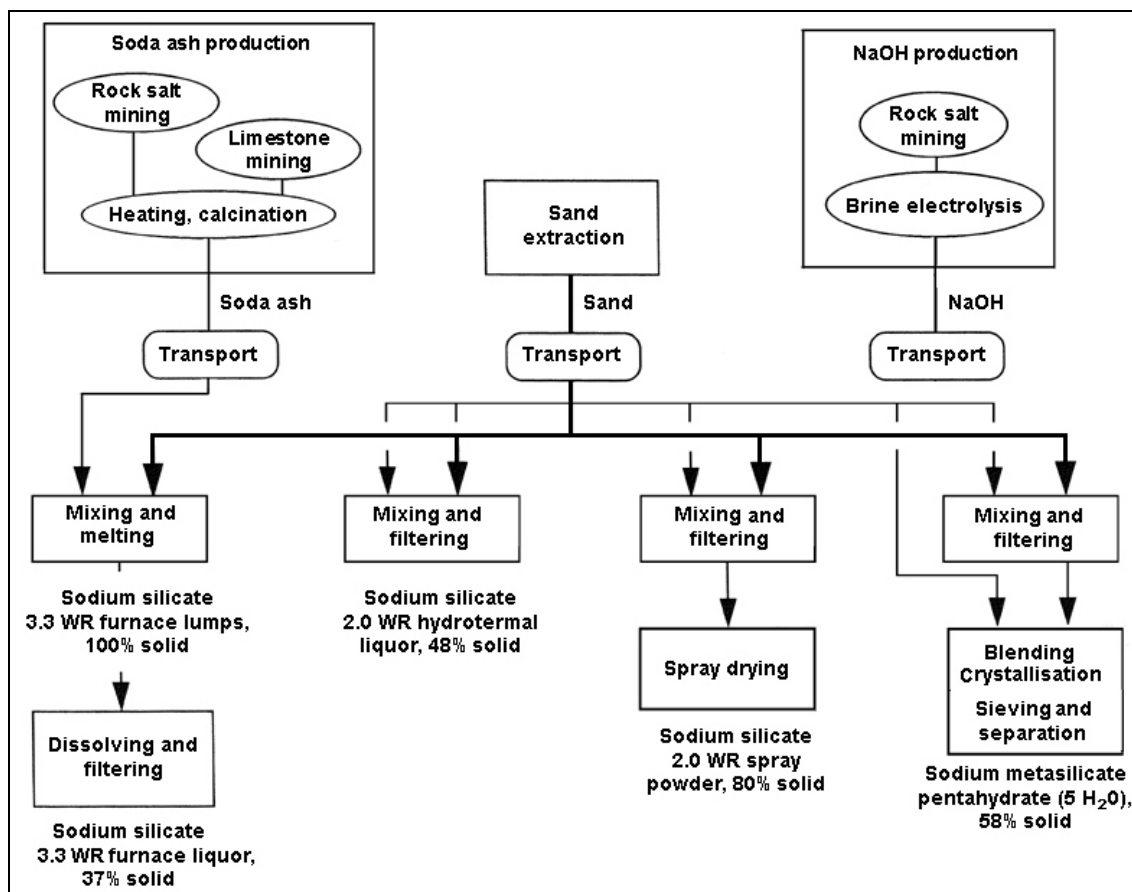 Soda ash production
Rock salt
mining
Limestone
mining
Heating, calcination
Soda ash
Transport
Sand
extraction
Sand
Transport
NaOH production
Rock salt
mining
Brine electrolysis
NaOH
Transport
Mixing and
melting
Sodium silicate
3.3 WR furnace lumps,
100% solid
Dissolving and
filtering
Sodium silicate
3.3 WR furnace liquor,
37% solid
Mixing and
filtering
Sodium silicate
2.0 WR hydrotermal
liquor, 48% solid
Mixing and
filtering
Spray drying
Sodium silicate
2.0 WR spray
powder, 80% solid
Mixing and
filtering
Blending
Crystallisation
Sieving and
separation
Sodium metasilicate
pentahydrate (5 H₂0),
58% solid